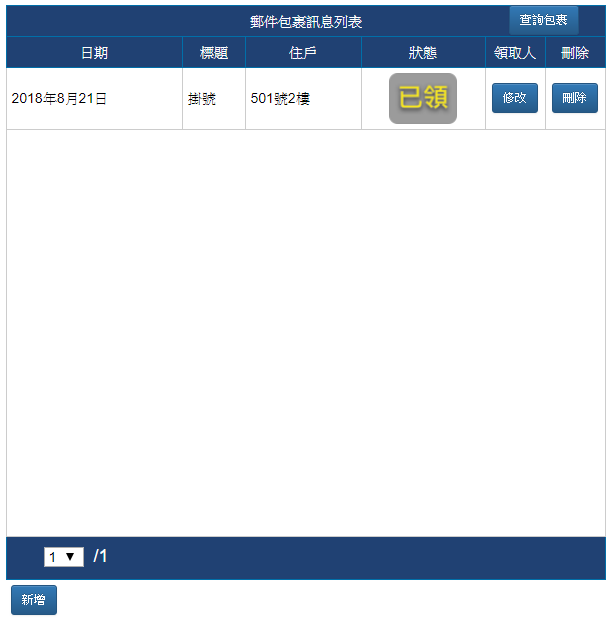 郵件包裹訊息列表 查詢包裹
日期 標題 住戶 狀態 領取人 刪除
2018年8月21日 掛號 501號2樓 已領 修改 刪除
1 ▼ /1
新增